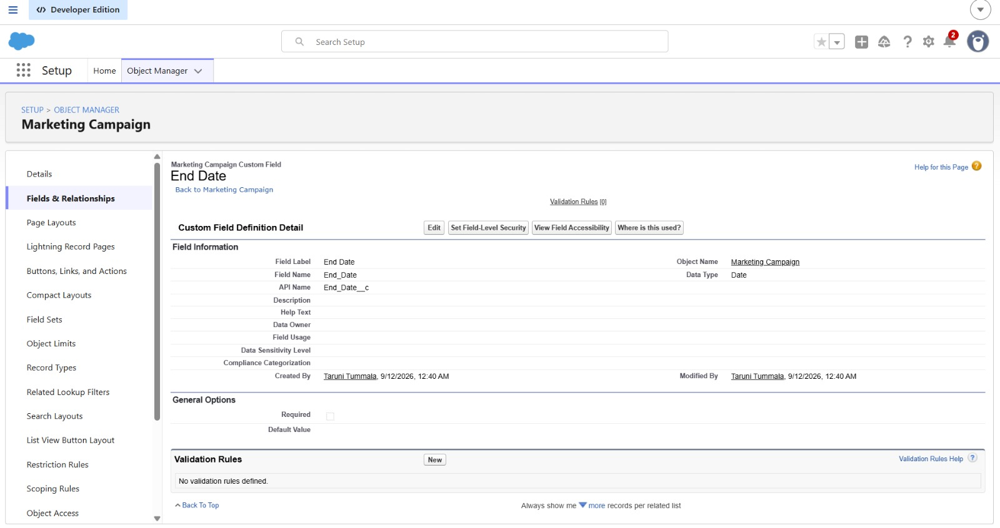 Developer Edition
Search Setup
2
Setup
Home
Object Manager
SETUP > OBJECT MANAGER
Marketing Campaign
Details
Fields & Relationships
Page Layouts
Lightning Record Pages
Buttons, Links, and Actions
Compact Layouts
Field Sets
Object Limits
Record Types
Related Lookup Filters
Search Layouts
List View Button Layout
Restriction Rules
Scoping Rules
Object Access
Marketing Campaign Custom Field
End Date
Back to Marketing Campaign
Help for this Page ?
Validation Rules [0]
Custom Field Definition Detail Edit Set Field-Level Security View Field Accessibility Where is this used?
Field Information
Field Label End Date Object Name Marketing Campaign
Field Name End_Date Data Type Date
API Name End_Date__c
Description
Help Text
Data Owner
Field Usage
Data Sensitivity Level
Compliance Categorization
Created By Taruni Tummala, 9/12/2026, 12:40 AM Modified By Taruni Tummala, 9/12/2026, 12:40 AM
General Options
Required
Default Value
Validation Rules New Validation Rules Help ?
No validation rules defined.
Back To Top Always show me more records per related list